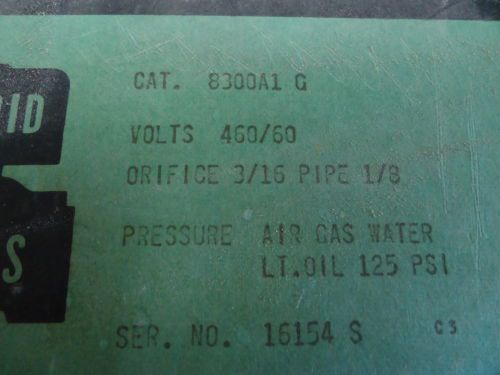 CAT. 8300A1 G
OID
VOLTS 460/60
ORIFICE 3/16 PIPE 1/8
PRESSURE AIR GAS WATER
S
LT.OIL 125 PSI
SER. NO. 16154 S C3